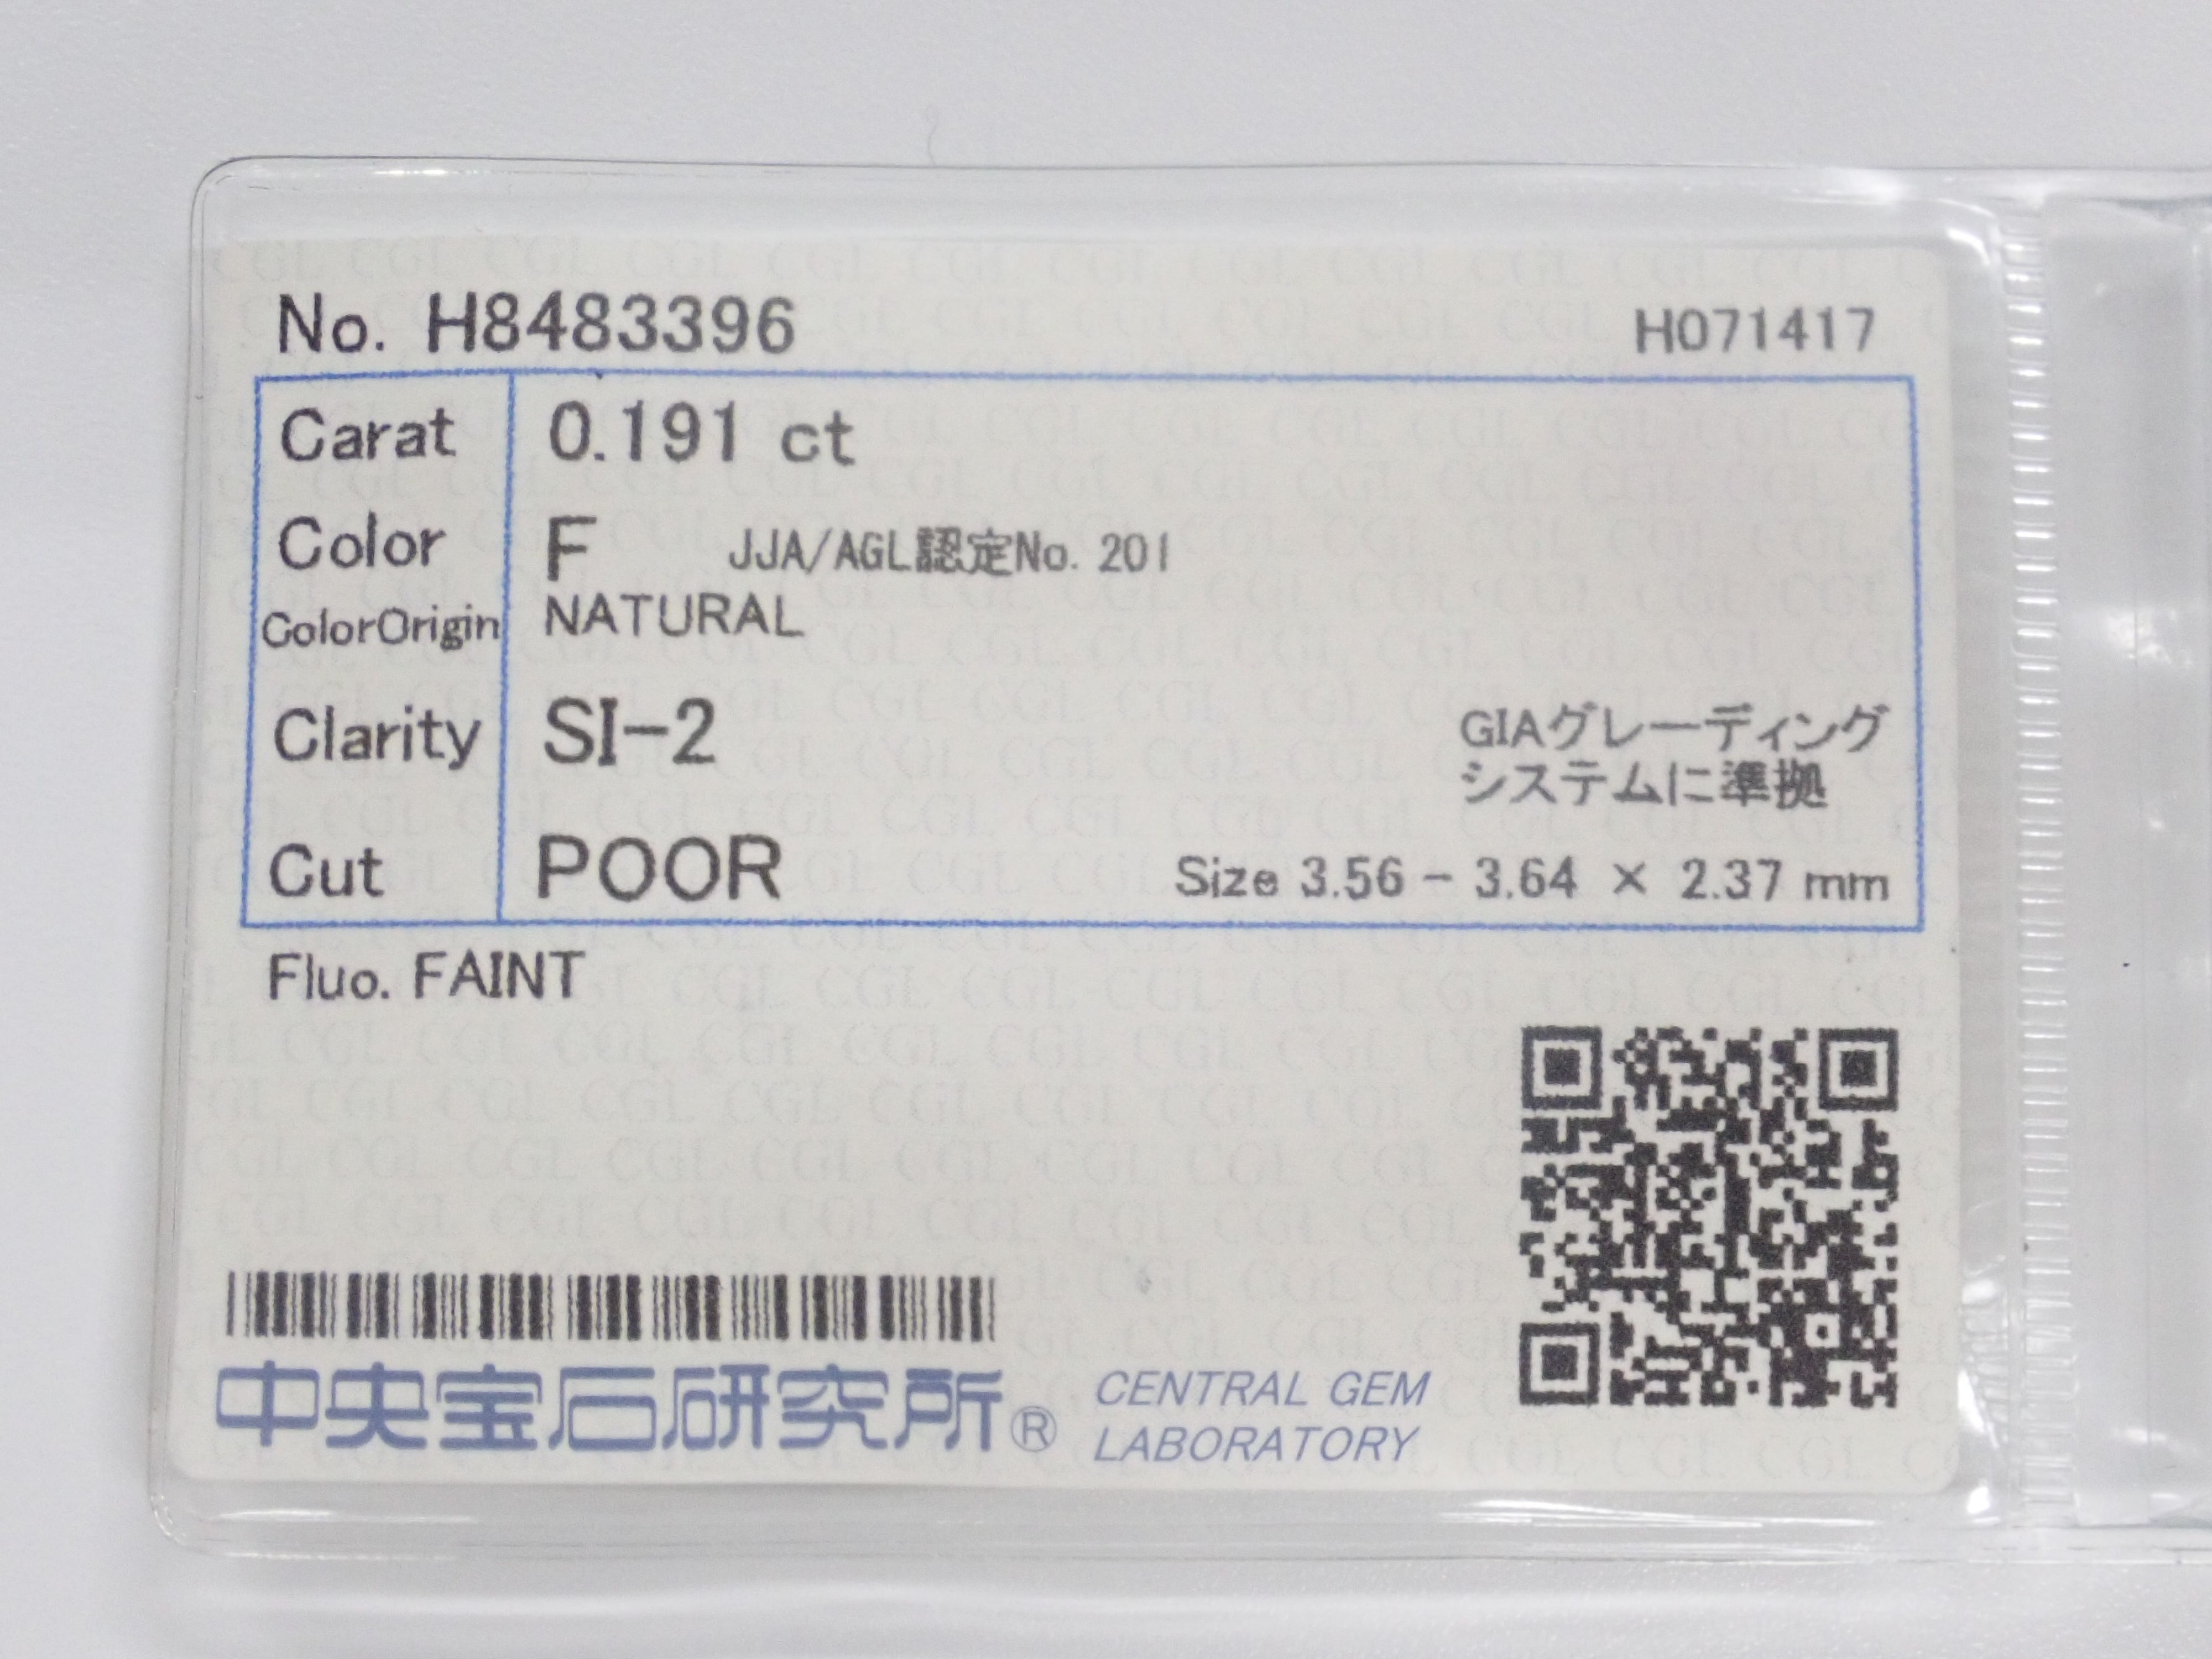 No. H8483396 H071417
Carat 0.191 ct
Color F JJA/AGL認定No. 201
ColorOrigin NATURAL
Clarity SI-2
GIAグレーディング
システムに準拠
Cut POOR Size 3.56 - 3.64 × 2.37 mm
Fluo. FAINT
中央宝石研究所® CENTRAL GEM
LABORATORY